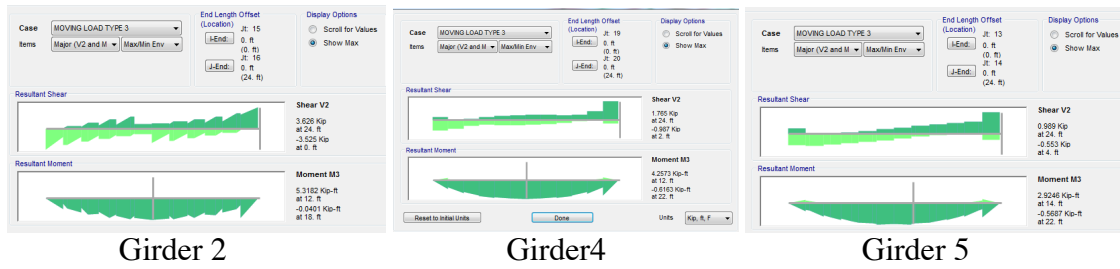 Case MOVING LOAD TYPE 3
Items Major (V2 and M Max/Min Env
End Length Offset
(Location)
I-End: Jt: 15
0. ft
(0. ft)
J-End: Jt: 16
0. ft
(24. ft)
Display Options
Scroll for Values
Show Max
Resultant Shear
Shear V2
3.626 Kip
at 24. ft
-3.525 Kip
at 0. ft
Resultant Moment
Moment M3
5.3182 Kip-ft
at 12. ft
-0.0401 Kip-ft
at 18. ft
Girder 2
Case MOVING LOAD TYPE 3
Items Major (V2 and M Max/Min Env
End Length Offset
(Location)
I-End: Jt: 19
0. ft
(0. ft)
J-End: Jt: 20
0. ft
(24. ft)
Display Options
Scroll for Values
Show Max
Resultant Shear
Shear V2
1.765 Kip
at 24. ft
-0.987 Kip
at 2. ft
Resultant Moment
Moment M3
4.2573 Kip-ft
at 12. ft
-0.6163 Kip-ft
at 22. ft
Reset to Initial Units Done Units Kip, ft, F
Girder4
Case MOVING LOAD TYPE 3
Items Major (V2 and M Max/Min Env
End Length Offset
(Location)
I-End: Jt: 13
0. ft
(0. ft)
J-End: Jt: 14
0. ft
(24. ft)
Display Options
Scroll for Values
Show Max
Resultant Shear
Shear V2
0.989 Kip
at 24. ft
-0.553 Kip
at 4. ft
Resultant Moment
Moment M3
2.9246 Kip-ft
at 14. ft
-0.5687 Kip-ft
at 22. ft
Girder 5